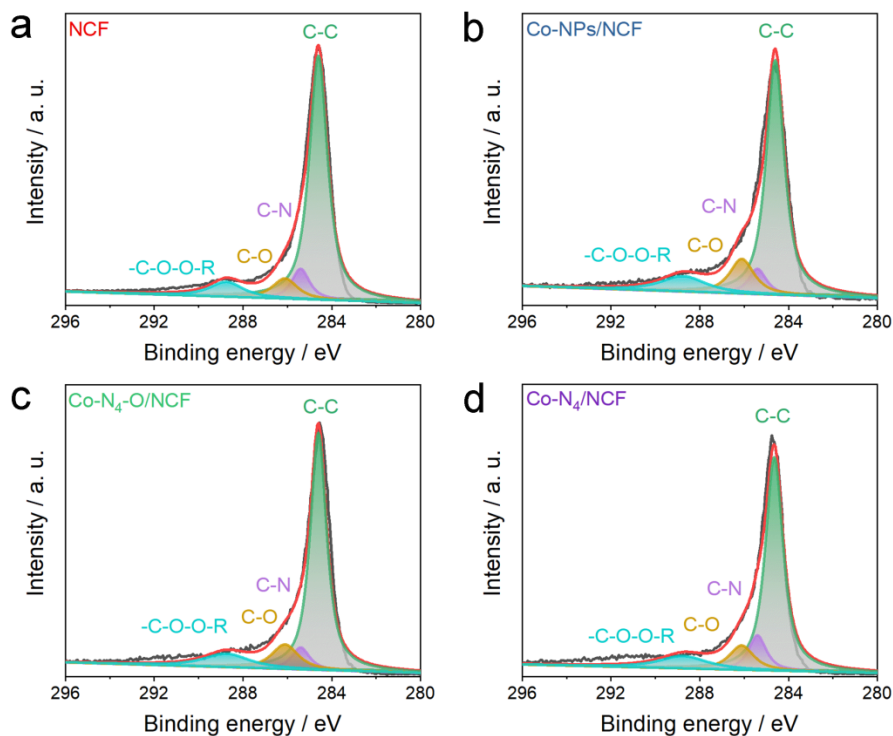 a
NCF
C-C
C-N
C-O
-C-O-O-R
Intensity / a. u.
296 292 288 284 280
Binding energy / eV
b
Co-NPs/NCF
C-C
C-N
C-O
-C-O-O-R
Intensity / a. u.
296 292 288 284 280
Binding energy / eV
c
Co-N₄-O/NCF
C-C
C-N
C-O
-C-O-O-R
Intensity / a. u.
296 292 288 284 280
Binding energy / eV
d
Co-N₄/NCF
C-C
C-N
C-O
-C-O-O-R
Intensity / a. u.
296 292 288 284 280
Binding energy / eV